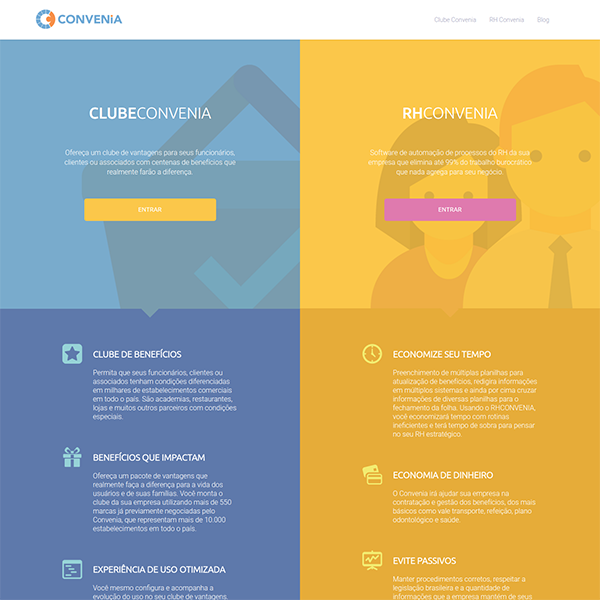 CONVENIA
Clube Convenia
RH Convenia
Blog
CLUBECONVENIA
Ofereça um clube de vantagens para seus funcionários,
clientes ou associados com centenas de benefícios que
realmente farão a diferença.
ENTRAR
RHCONVENIA
Software de automação de processos do RH da sua
empresa que elimina até 99% do trabalho burocrático
que nada agrega para seu negócio.
ENTRAR
CLUBE DE BENEFÍCIOS
Permita que seus funcionários, clientes ou
associados tenham condições diferenciadas
em milhares de estabelecimentos comerciais
em todo o país. São academias, restaurantes,
lojas e muitos outros parceiros com condições
especiais.
BENEFÍCIOS QUE IMPACTAM
Ofereça um pacote de vantagens que
realmente faça a diferença para a vida dos
usuários e de suas famílias. Você monta o
clube da sua empresa utilizando mais de 550
marcas já previamente negociadas pelo
Convenia, que representam mais de 10.000
estabelecimentos em todo o país.
EXPERIÊNCIA DE USO OTIMIZADA
Você mesmo configura e acompanha a
evolução do uso no seu clube de vantagens.
ECONOMIZE SEU TEMPO
Preenchimento de múltiplas planilhas para
atualização de benefícios, redigira informações
em múltiplos sistemas e ainda por cima cruzar
informações de diversas planilhas para o
fechamento da folha. Usando o RHCONVENIA,
você economizará tempo com rotinas
ineficientes e terá tempo de sobra para pensar
no seu RH estratégico.
ECONOMIA DE DINHEIRO
O Convenia irá ajudar sua empresa na
contratação e gestão dos benefícios, dos mais
básicos como vale transporte, refeição, plano
odontológico e saúde.
EVITE PASSIVOS
Manter procedimentos corretos, respeitar a
legislação brasileira e a quantidade de
informações que a empresa mantém de seus